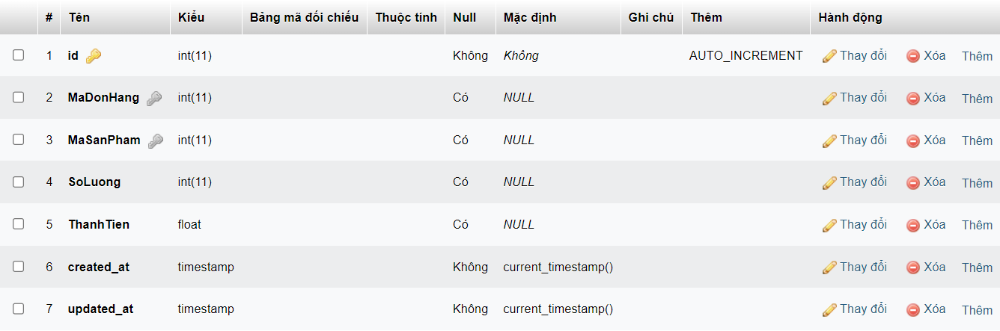 # Tên Kiểu Bảng mã đối chiếu Thuộc tính Null Mặc định Ghi chú Thêm Hành động
1 id int(11) Không Không AUTO_INCREMENT Thay đổi Xóa Thêm
2 MaDonHang int(11) Có NULL Thay đổi Xóa Thêm
3 MaSanPham int(11) Có NULL Thay đổi Xóa Thêm
4 SoLuong int(11) Có NULL Thay đổi Xóa Thêm
5 ThanhTien float Có NULL Thay đổi Xóa Thêm
6 created_at timestamp Không current_timestamp() Thay đổi Xóa Thêm
7 updated_at timestamp Không current_timestamp() Thay đổi Xóa Thêm